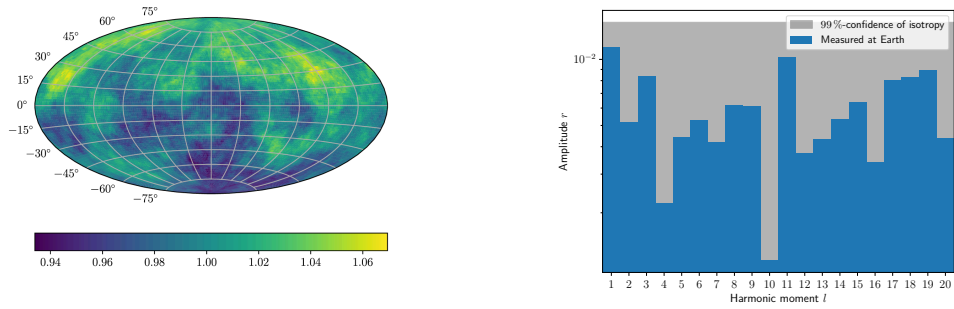 75°
60°
45°
30°
15°
0°
−15°
−30°
−45°
−60°
−75°
0.94 0.96 0.98 1.00 1.02 1.04 1.06
99%-confidence of isotropy
Measured at Earth
10⁻²
Amplitude r
1 2 3 4 5 6 7 8 9 10 11 12 13 14 15 16 17 18 19 20
Harmonic moment l